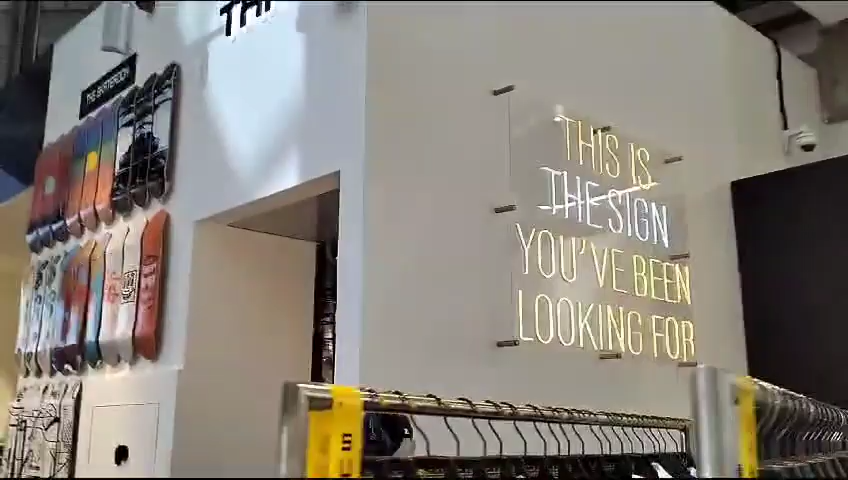 THE SKATEROOM
THIS IS
THE SIGN
YOU'VE BEEN
LOOKING FOR